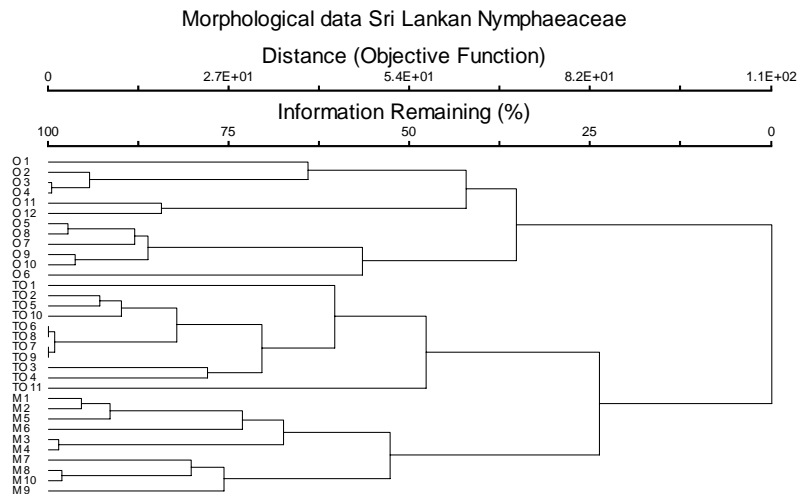 Morphological data Sri Lankan Nymphaeaceae
Distance (Objective Function)
0 2.7E+01 5.4E+01 8.2E+01 1.1E+02
Information Remaining (%)
100 75 50 25 0
O 1
O 2
O 3
O 4
O 11
O 12
O 5
O 8
O 7
O 9
O 10
O 6
TO 1
TO 2
TO 5
TO 10
TO 6
TO 8
TO 7
TO 9
TO 3
TO 4
TO 11
M 1
M 2
M 5
M 6
M 3
M 4
M 7
M 8
M 10
M 9